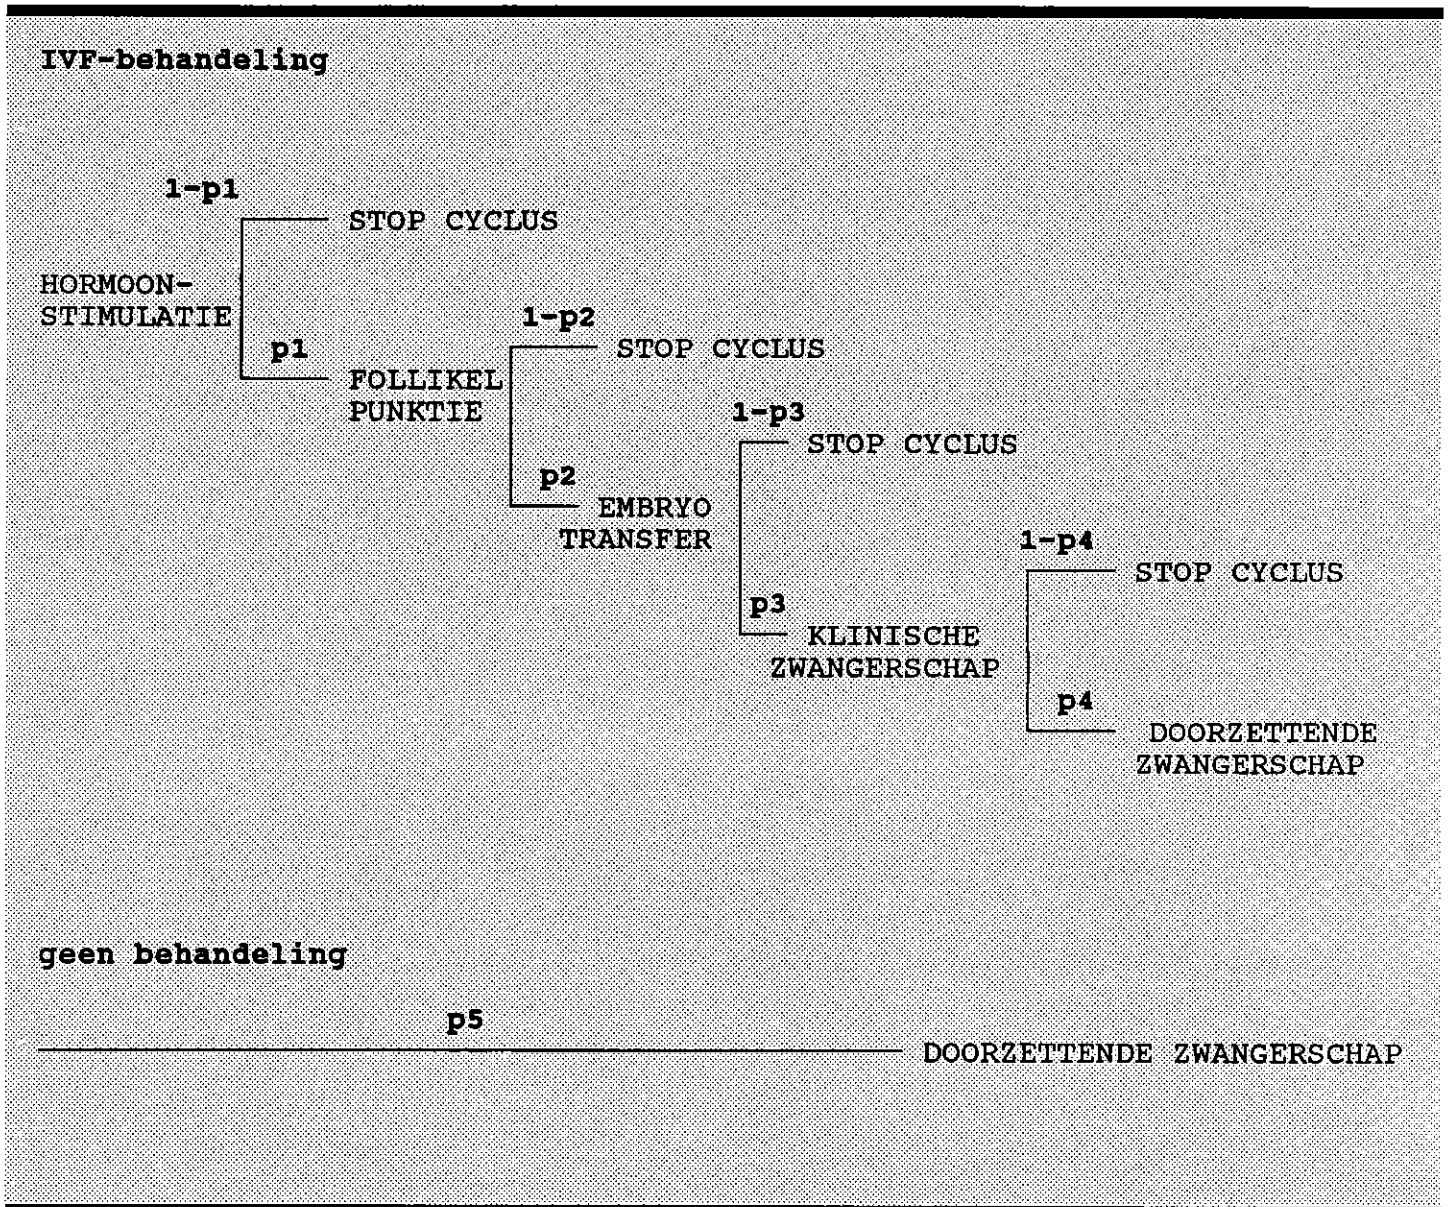 IVF-behandeling
1-p1
STOP CYCLUS
HORMOON-
STIMULATIE
p1
FOLLIKEL
PUNKTIE
1-p2
STOP CYCLUS
p2
EMBRYO
TRANSFER
1-p3
STOP CYCLUS
p3
KLINISCHE
ZWANGERSCHAP
1-p4
STOP CYCLUS
p4
DOORZETTENDE
ZWANGERSCHAP
geen behandeling
p5
DOORZETTENDE ZWANGERSCHAP